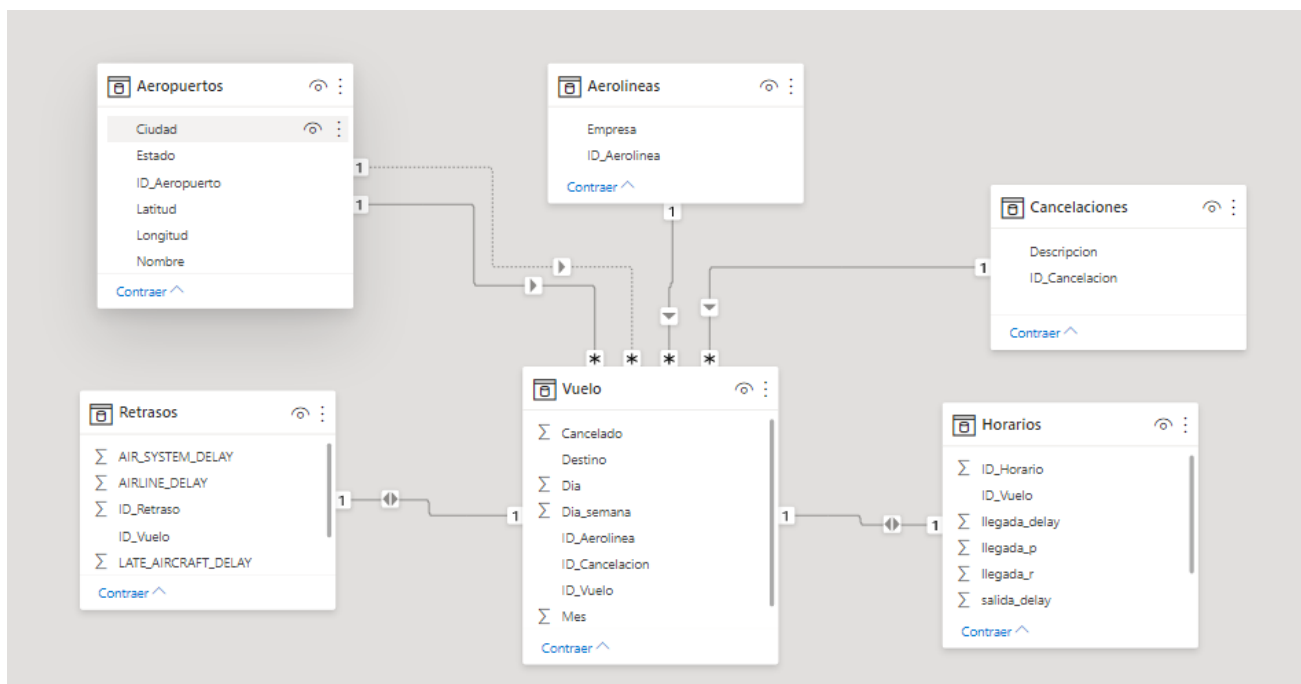 Aeropuertos
Ciudad
Estado
ID_Aeropuerto
Latitud
Longitud
Nombre
Contraer
Aerolineas
Empresa
ID_Aerolinea
Contraer
Cancelaciones
Descripcion
ID_Cancelacion
Contraer
1
1
1
1
* * * *
Retrasos
Σ AIR_SYSTEM_DELAY
Σ AIRLINE_DELAY
Σ ID_Retraso
ID_Vuelo
Σ LATE_AIRCRAFT_DELAY
Contraer
1
1
Vuelo
Σ Cancelado
Destino
Σ Dia
Σ Dia_semana
ID_Aerolinea
ID_Cancelacion
ID_Vuelo
Σ Mes
Contraer
1
1
Horarios
Σ ID_Horario
ID_Vuelo
Σ llegada_delay
Σ llegada_p
Σ llegada_r
Σ salida_delay
Contraer